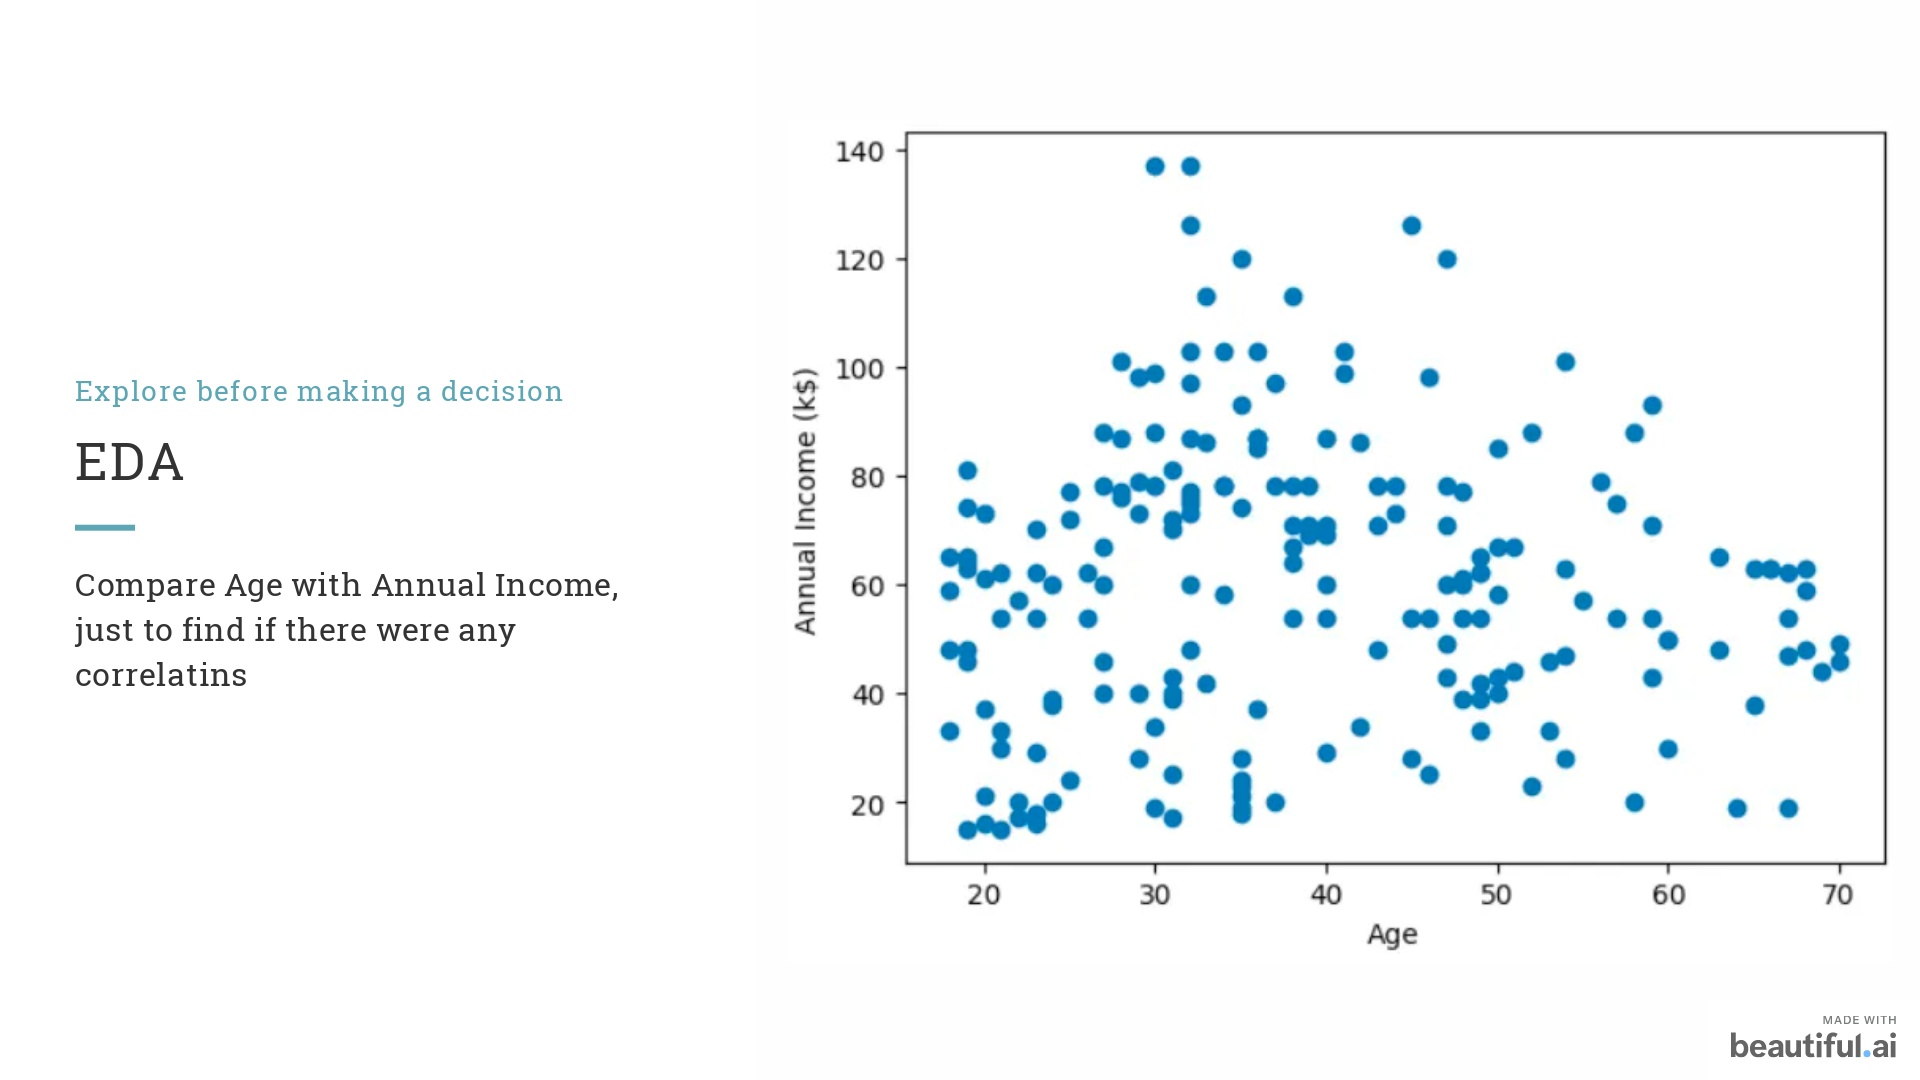 Explore before making a decision
EDA
Compare Age with Annual Income,
just to find if there were any
correlatins
140
120
100
80
60
40
20
Annual Income (k$)
20 30 40 50 60 70
Age
MADE WITH
beautiful.ai